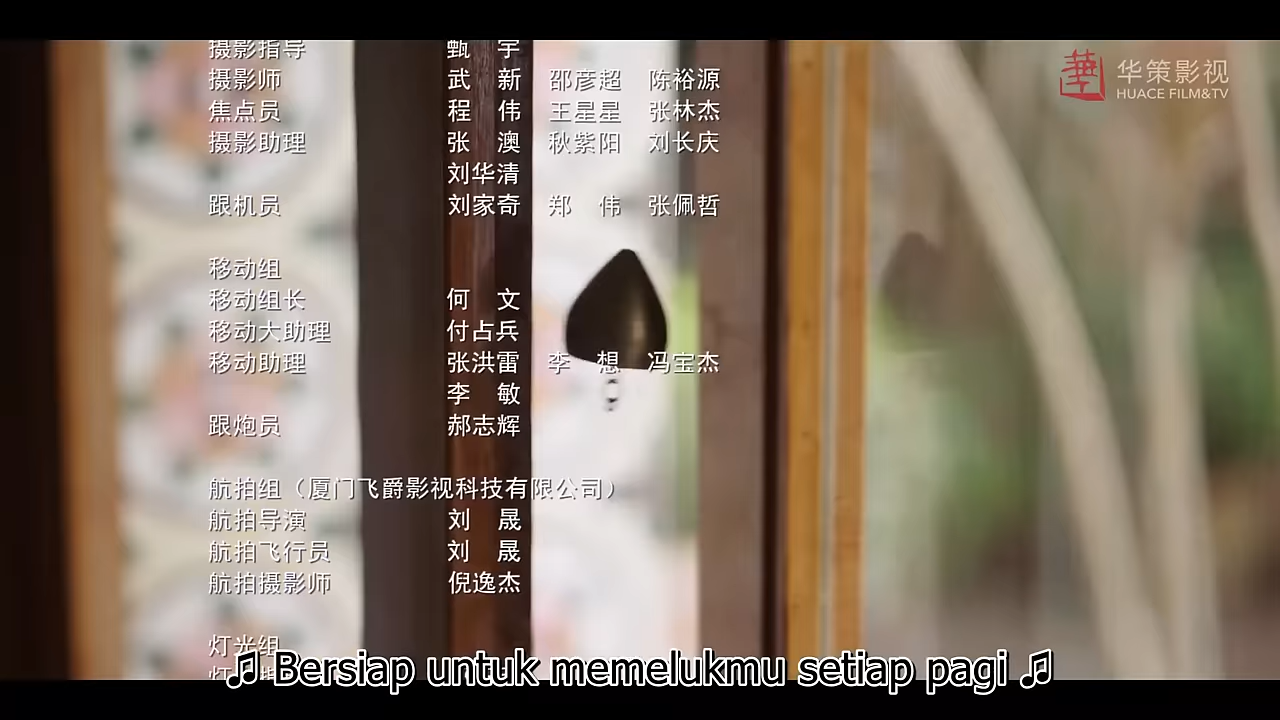 摄影指导 甄 宇
摄影师 武 新 邵彦超 陈裕源
焦点员 程 伟 王星星 张林杰
摄影助理 张 澳 秋紫阳 刘长庆
刘华清
跟机员 刘家奇 郑 伟 张佩哲
移动组
移动组长 何 文
移动大助理 付占兵
移动助理 张洪雷 李 想 冯宝杰
李 敏
跟炮员 郝志辉
航拍组（厦门飞爵影视科技有限公司）
航拍导演 刘 晟
航拍飞行员 刘 晟
航拍摄影师 倪逸杰
灯光组
♫ Bersiap untuk memelukmu setiap pagi ♫
華 华策影视
HUACE FILM&TV